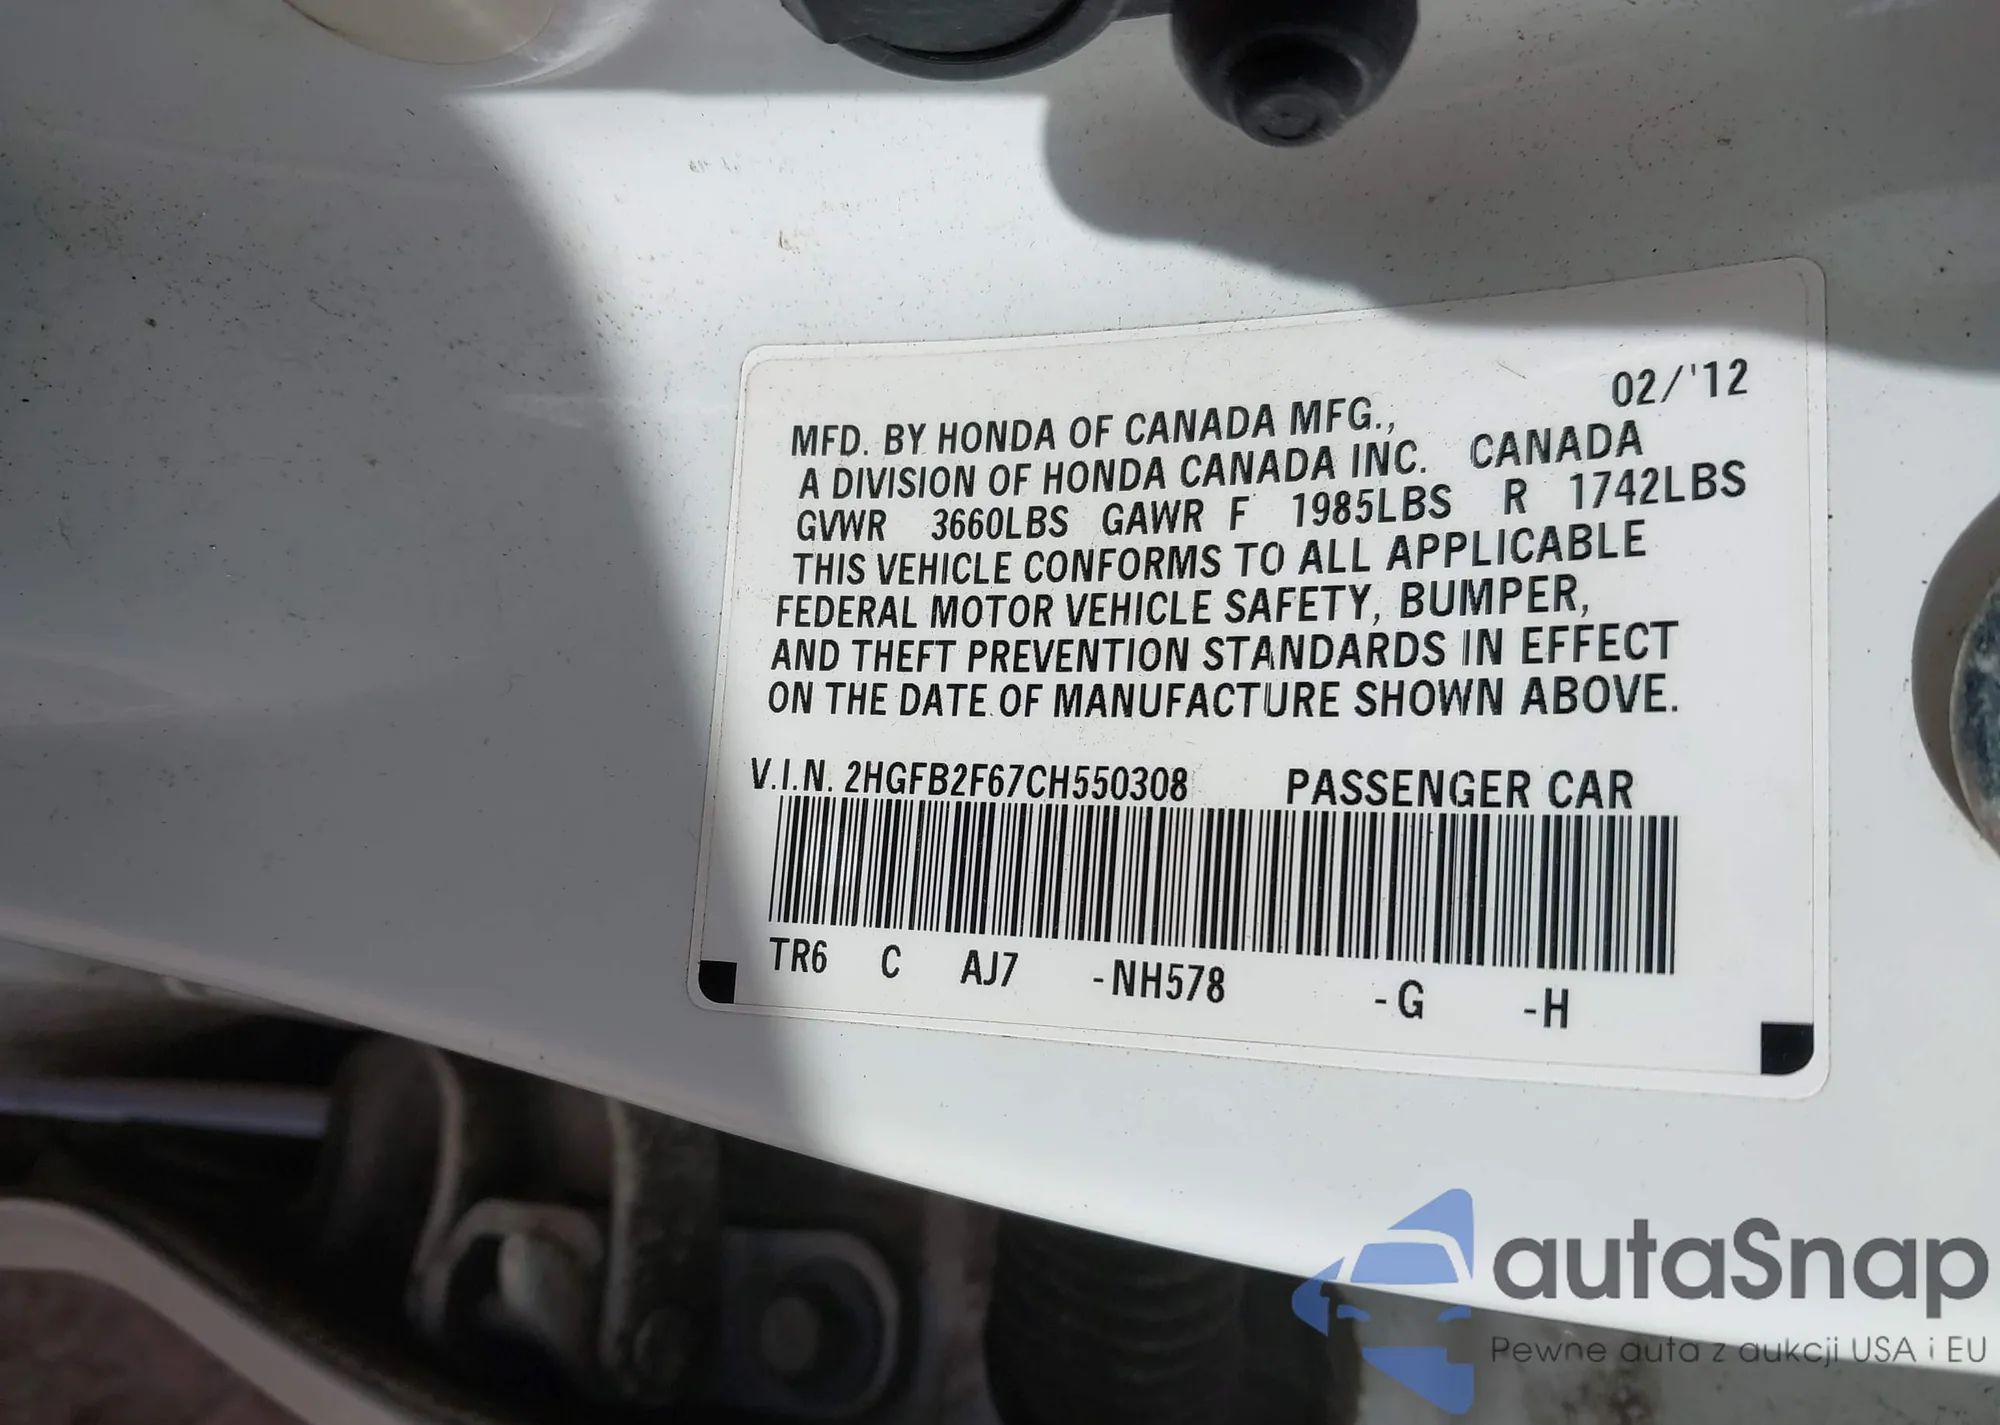 02/'12
MFD. BY HONDA OF CANADA MFG.,
A DIVISION OF HONDA CANADA INC. CANADA
GVWR 3660LBS GAWR F 1985LBS R 1742LBS
THIS VEHICLE CONFORMS TO ALL APPLICABLE
FEDERAL MOTOR VEHICLE SAFETY, BUMPER,
AND THEFT PREVENTION STANDARDS IN EFFECT
ON THE DATE OF MANUFACTURE SHOWN ABOVE.
V.I.N. 2HGFB2F67CH550308 PASSENGER CAR
TR6 C AJ7 -NH578 -G -H
autaSnap
Pewne auta z aukcji USA i EU